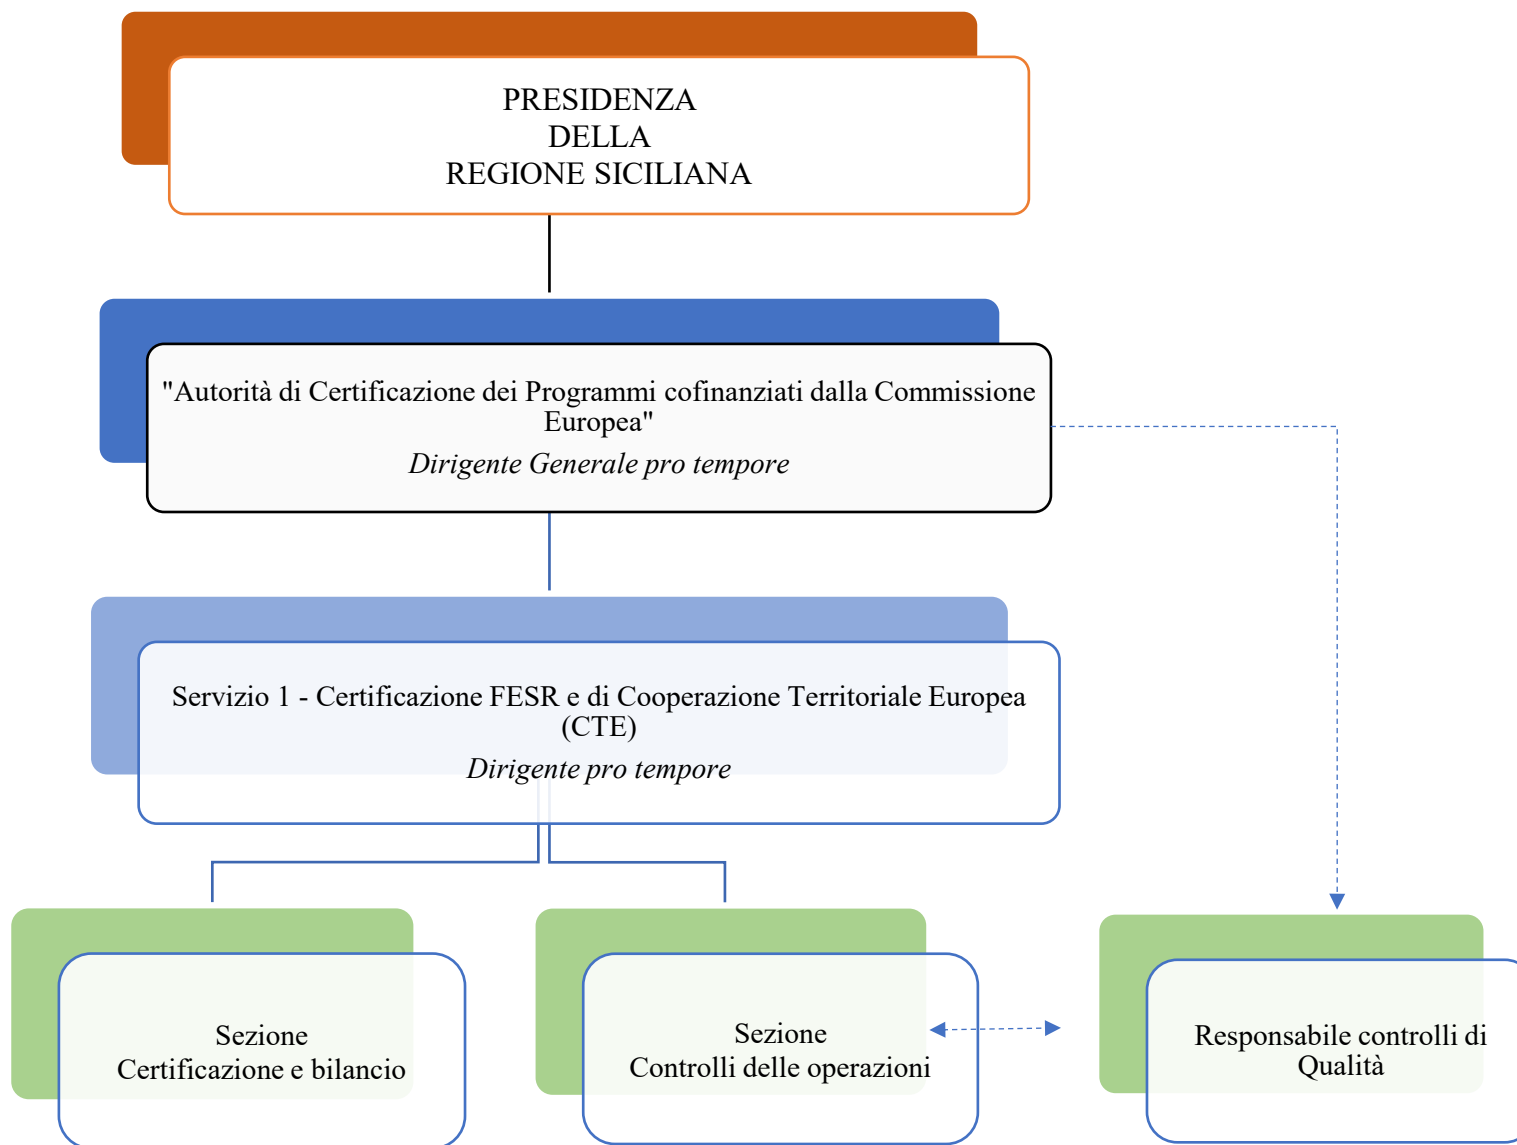 PRESIDENZA
DELLA
REGIONE SICILIANA
"Autorità di Certificazione dei Programmi cofinanziati dalla Commissione
Europea"
Dirigente Generale pro tempore
Servizio 1 - Certificazione FESR e di Cooperazione Territoriale Europea
(CTE)
Dirigente pro tempore
Sezione
Certificazione e bilancio
Sezione
Controlli delle operazioni
Responsabile controlli di
Qualità